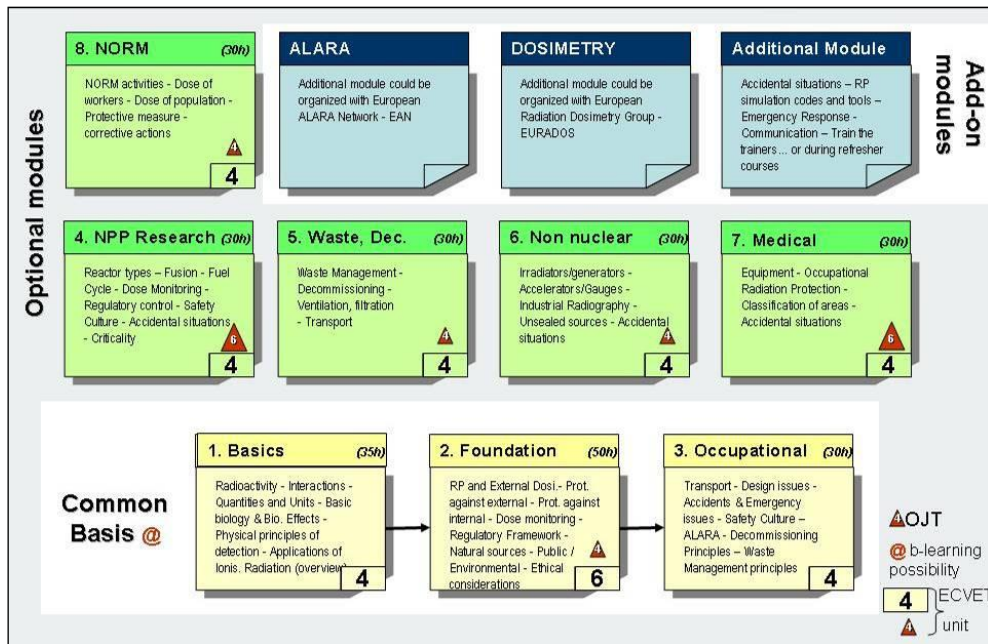 Optional modules
8. NORM (30h)
NORM activities - Dose of
workers - Dose of population -
Protective measure -
corrective actions
4
4
ALARA
Additional module could be
organized with European
ALARA Network - EAN
DOSIMETRY
Additional module could be
organized with European
Radiation Dosimetry Group -
EURADOS
Additional Module
Accidental situations – RP
simulation codes and tools –
Emergency Response -
Communication – Train the
trainers... or during refresher
courses
Add-on
modules
4. NPP Research (30h)
Reactor types – Fusion - Fuel
Cycle - Dose Monitoring -
Regulatory control - Safety
Culture - Accidental situations
- Criticality
6
4
5. Waste, Dec. (30h)
Waste Management -
Decommissioning -
Ventilation, filtration
- Transport
4
4
6. Non nuclear (30h)
Irradiators/generators -
Accelerators/Gauges -
Industrial Radiography -
Unsealed sources - Accidental
situations
4
4
7. Medical (30h)
Equipment - Occupational
Radiation Protection -
Classification of areas -
Accidental situations
6
4
Common
Basis @
1. Basics (35h)
Radioactivity - Interactions -
Quantities and Units - Basic
biology & Bio. Effects -
Physical principles of
detection - Applications of
Ionis. Radiation (overview)
4
2. Foundation (50h)
RP and External Dosi.- Prot.
against external - Prot. against
internal - Dose monitoring -
Regulatory Framework -
Natural sources - Public /
Environmental - Ethical
considerations
4
6
3. Occupational (30h)
Transport - Design issues -
Accidents & Emergency
issues - Safety Culture –
ALARA - Decommissioning
Principles – Waste
Management principles
4
4 OJT
@ b-learning
possibility
4 ECVET
4 unit